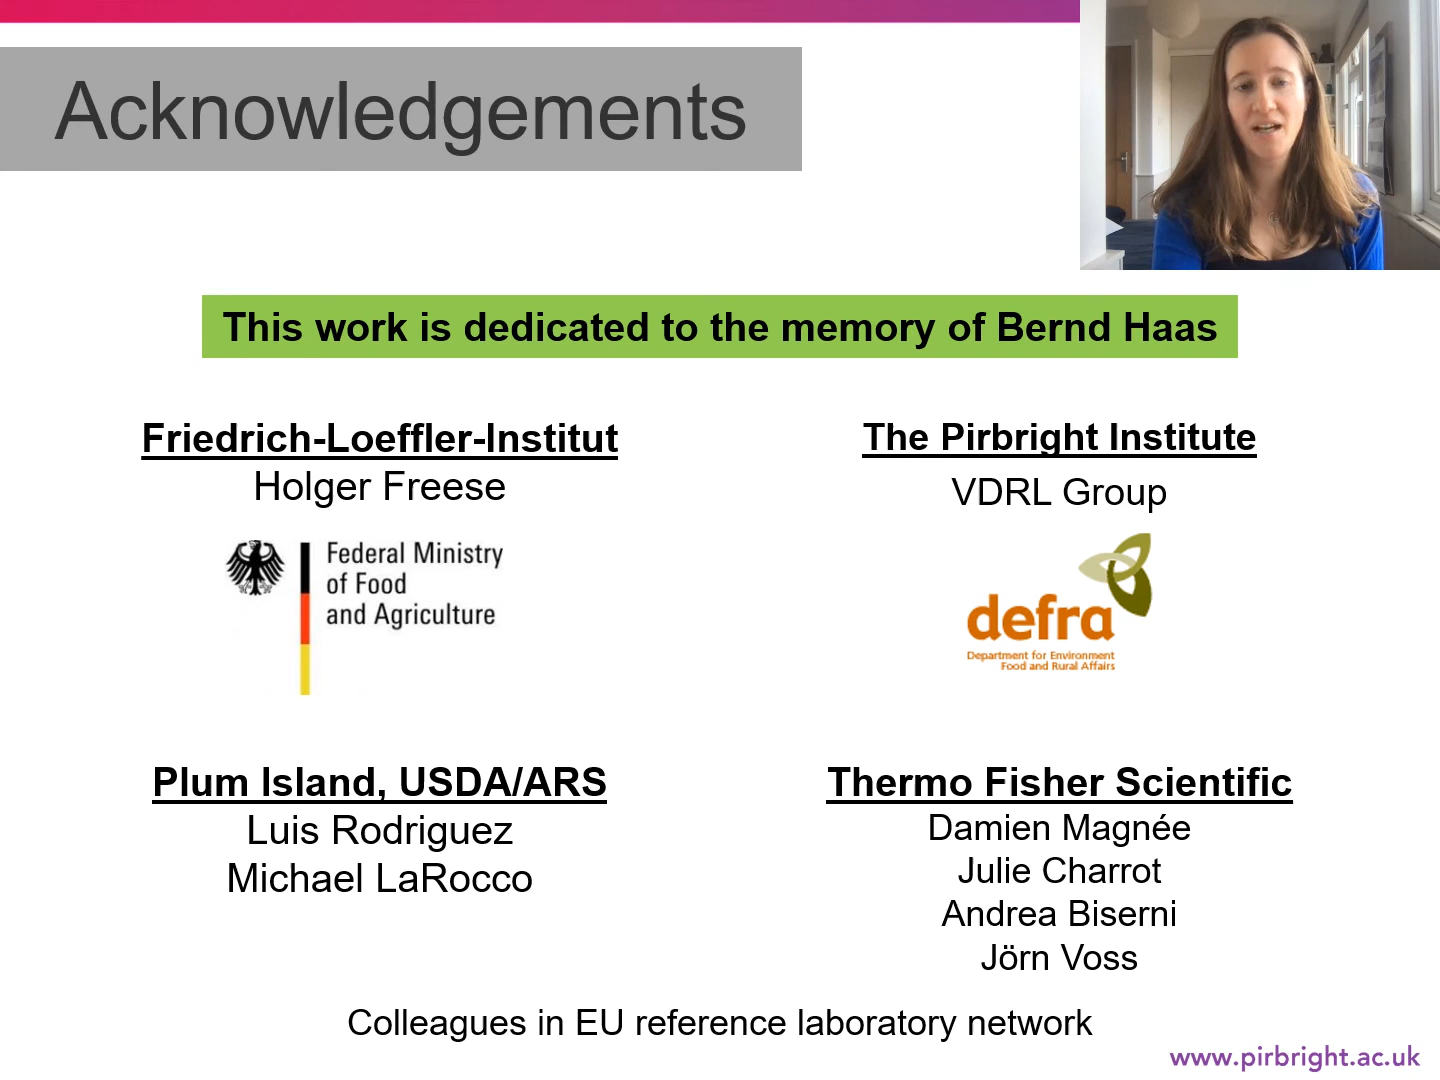 Acknowledgements
This work is dedicated to the memory of Bernd Haas
Friedrich-Loeffler-Institut
Holger Freese
Federal Ministry
of Food
and Agriculture
The Pirbright Institute
VDRL Group
defra
Department for Environment
Food and Rural Affairs
Plum Island, USDA/ARS
Luis Rodriguez
Michael LaRocco
Thermo Fisher Scientific
Damien Magnée
Julie Charrot
Andrea Biserni
Jörn Voss
Colleagues in EU reference laboratory network
www.pirbright.ac.uk